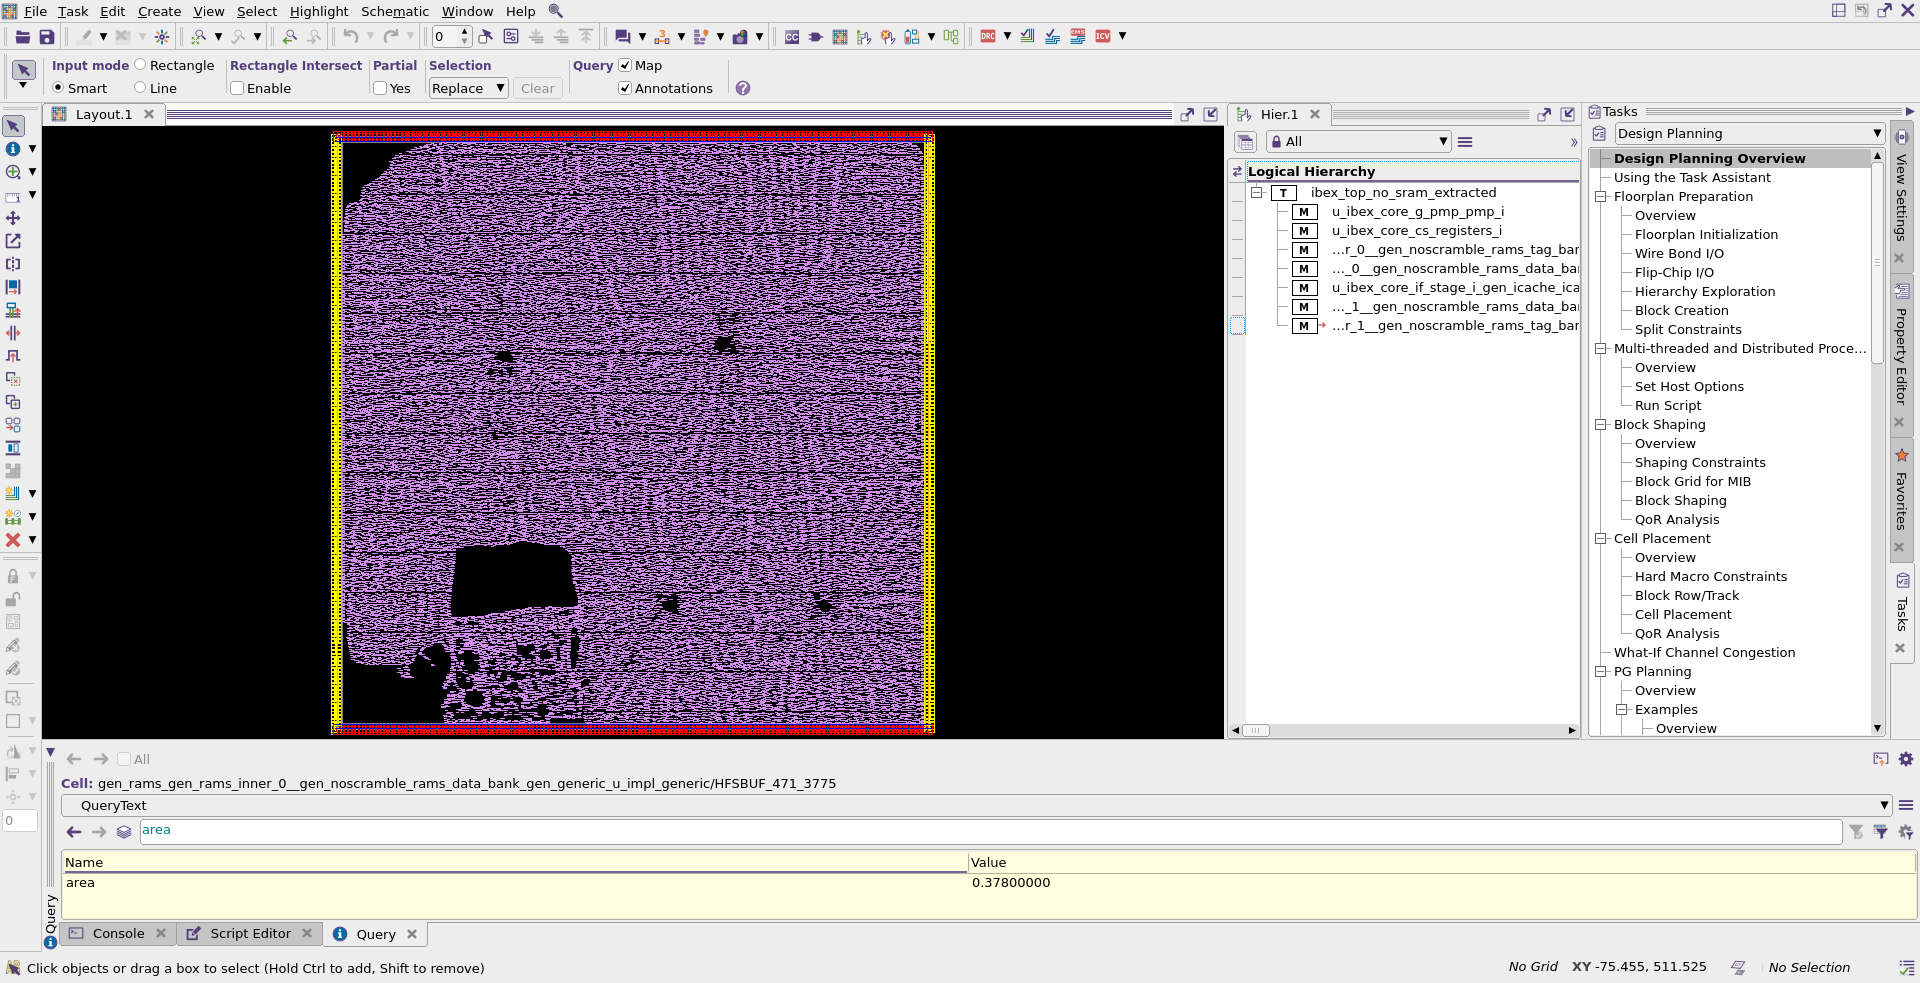 File Task Edit Create View Select Highlight Schematic Window Help
0 CC DRC EMS ICV
Input mode Rectangle Rectangle Intersect Partial Selection Query Map
Smart Line Enable Yes Replace Clear Annotations
Layout.1
Hier.1
All
Logical Hierarchy
T ibex_top_no_sram_extracted
M u_ibex_core_g_pmp_pmp_i
M u_ibex_core_cs_registers_i
M ...r_0__gen_noscramble_rams_tag_bar
M ..._0__gen_noscramble_rams_data_bar
M u_ibex_core_if_stage_i_gen_icache_ica
M ..._1__gen_noscramble_rams_data_bar
M ...r_1__gen_noscramble_rams_tag_bar
Tasks
Design Planning
Design Planning Overview
Using the Task Assistant
Floorplan Preparation
Overview
Floorplan Initialization
Wire Bond I/O
Flip-Chip I/O
Hierarchy Exploration
Block Creation
Split Constraints
Multi-threaded and Distributed Proce...
Overview
Set Host Options
Run Script
Block Shaping
Overview
Shaping Constraints
Block Grid for MIB
Block Shaping
QoR Analysis
Cell Placement
Overview
Hard Macro Constraints
Block Row/Track
Cell Placement
QoR Analysis
What-If Channel Congestion
PG Planning
Overview
Examples
Overview
View Settings
Property Editor
Favorites
Tasks
All
Cell: gen_rams_gen_rams_inner_0__gen_noscramble_rams_data_bank_gen_generic_u_impl_generic/HFSBUF_471_3775
QueryText
0
area
Name Value
area 0.37800000
Query
Console Script Editor Query
Click objects or drag a box to select (Hold Ctrl to add, Shift to remove)
No Grid XY -75.455, 511.525 No Selection